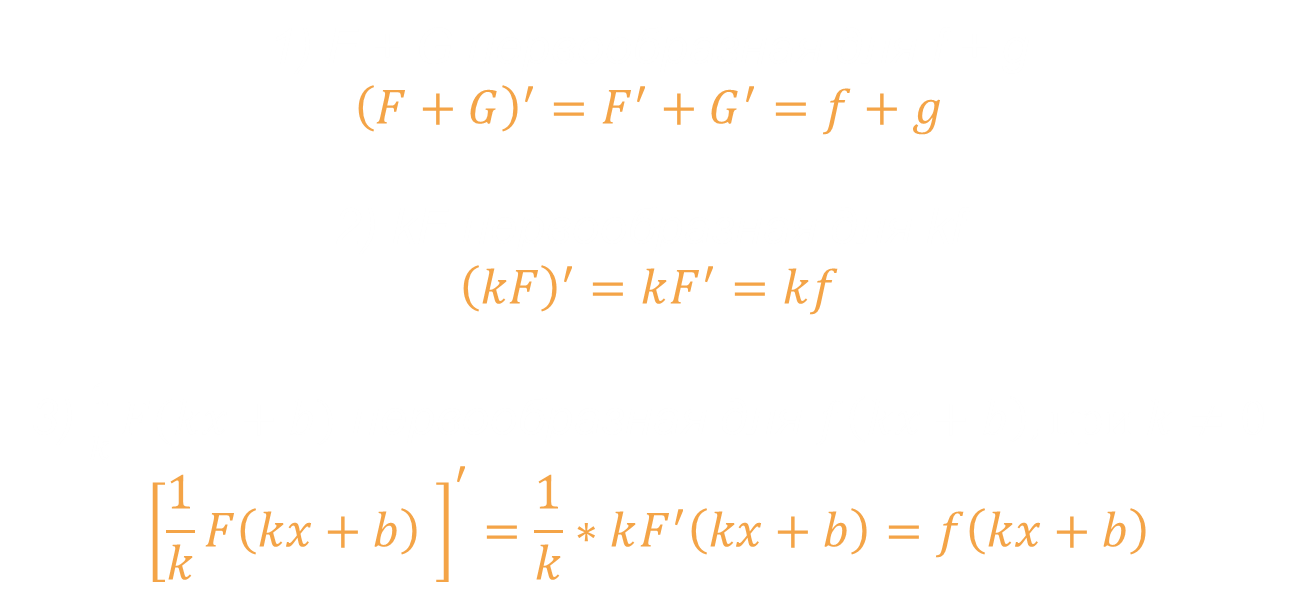 (F + G)′ = F′ + G′ = f + g
(kF)′ = kF′ = kf
[1/k F(kx + b)]′ = 1/k * kF′(kx + b) = f(kx + b)